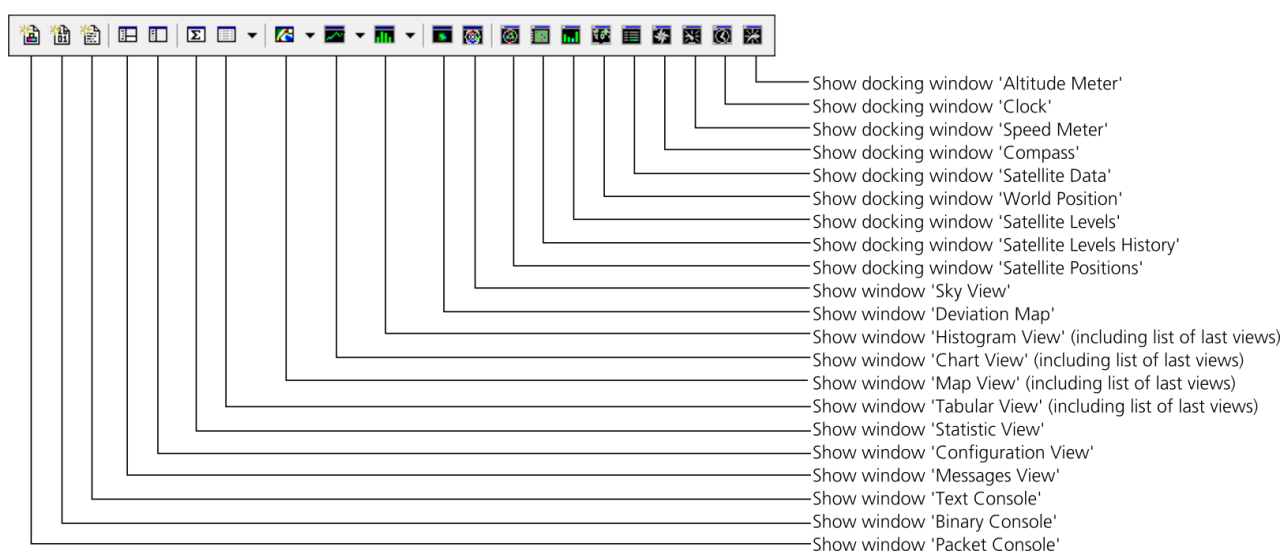 Show docking window 'Altitude Meter'
Show docking window 'Clock'
Show docking window 'Speed Meter'
Show docking window 'Compass'
Show docking window 'Satellite Data'
Show docking window 'World Position'
Show docking window 'Satellite Levels'
Show docking window 'Satellite Levels History'
Show docking window 'Satellite Positions'
Show window 'Sky View'
Show window 'Deviation Map'
Show window 'Histogram View' (including list of last views)
Show window 'Chart View' (including list of last views)
Show window 'Map View' (including list of last views)
Show window 'Tabular View' (including list of last views)
Show window 'Statistic View'
Show window 'Configuration View'
Show window 'Messages View'
Show window 'Text Console'
Show window 'Binary Console'
Show window 'Packet Console'